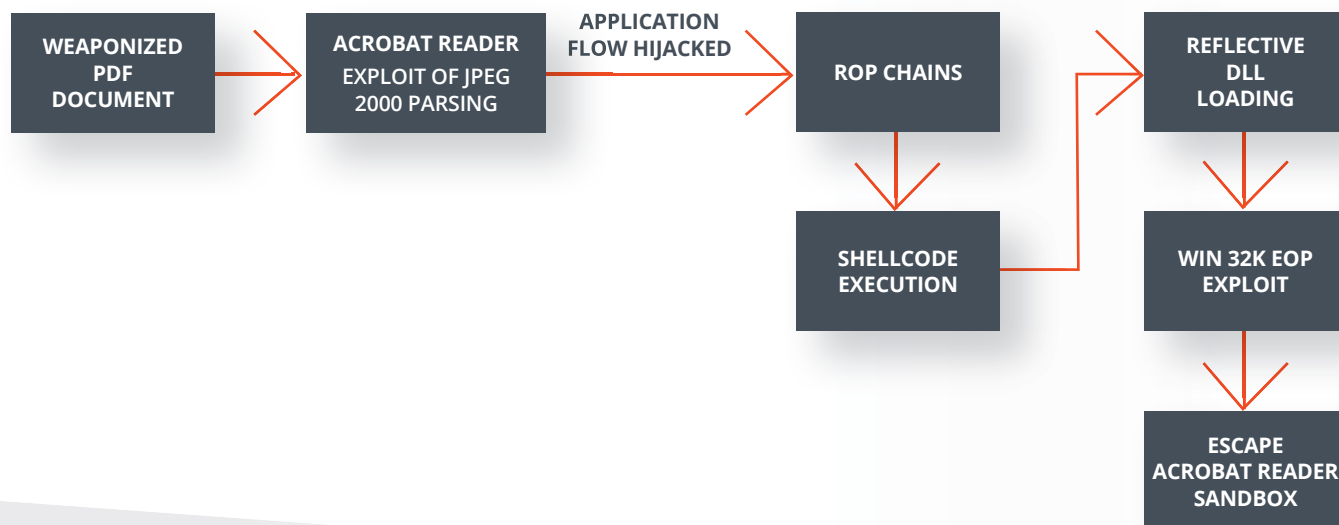 WEAPONIZED
PDF
DOCUMENT
ACROBAT READER
EXPLOIT OF JPEG
2000 PARSING
APPLICATION
FLOW HIJACKED
ROP CHAINS
SHELLCODE
EXECUTION
REFLECTIVE
DLL
LOADING
WIN 32K EOP
EXPLOIT
ESCAPE
ACROBAT READER
SANDBOX